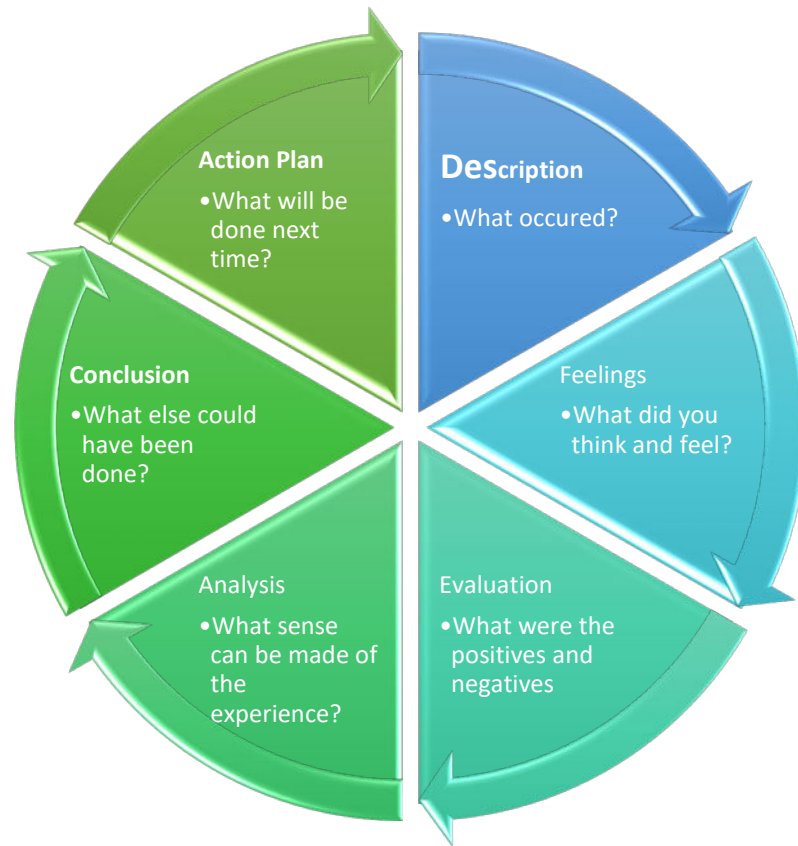 Description
•What occured?
Feelings
•What did you
think and feel?
Evaluation
•What were the
positives and
negatives
Analysis
•What sense
can be made of
the
experience?
Conclusion
•What else could
have been
done?
Action Plan
•What will be
done next
time?